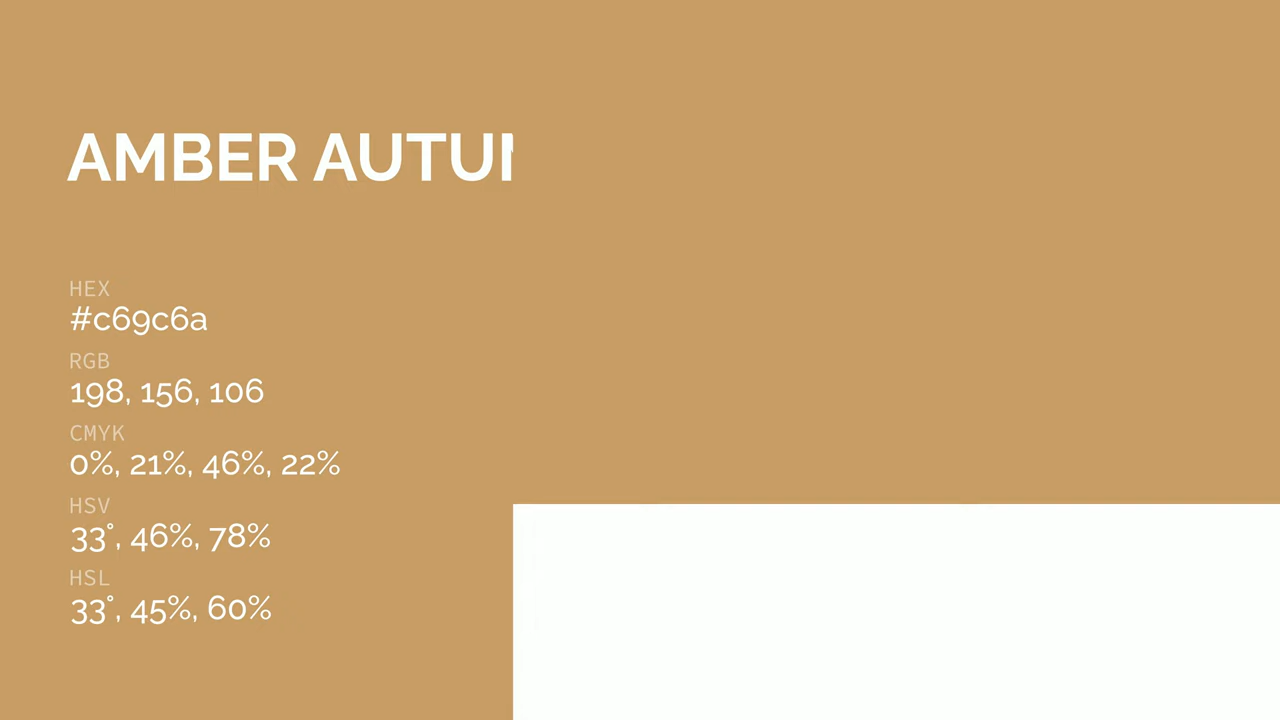 AMBER AUTU
HEX
#c69c6a
RGB
198, 156, 106
CMYK
0%, 21%, 46%, 22%
HSV
33°, 46%, 78%
HSL
33°, 45%, 60%